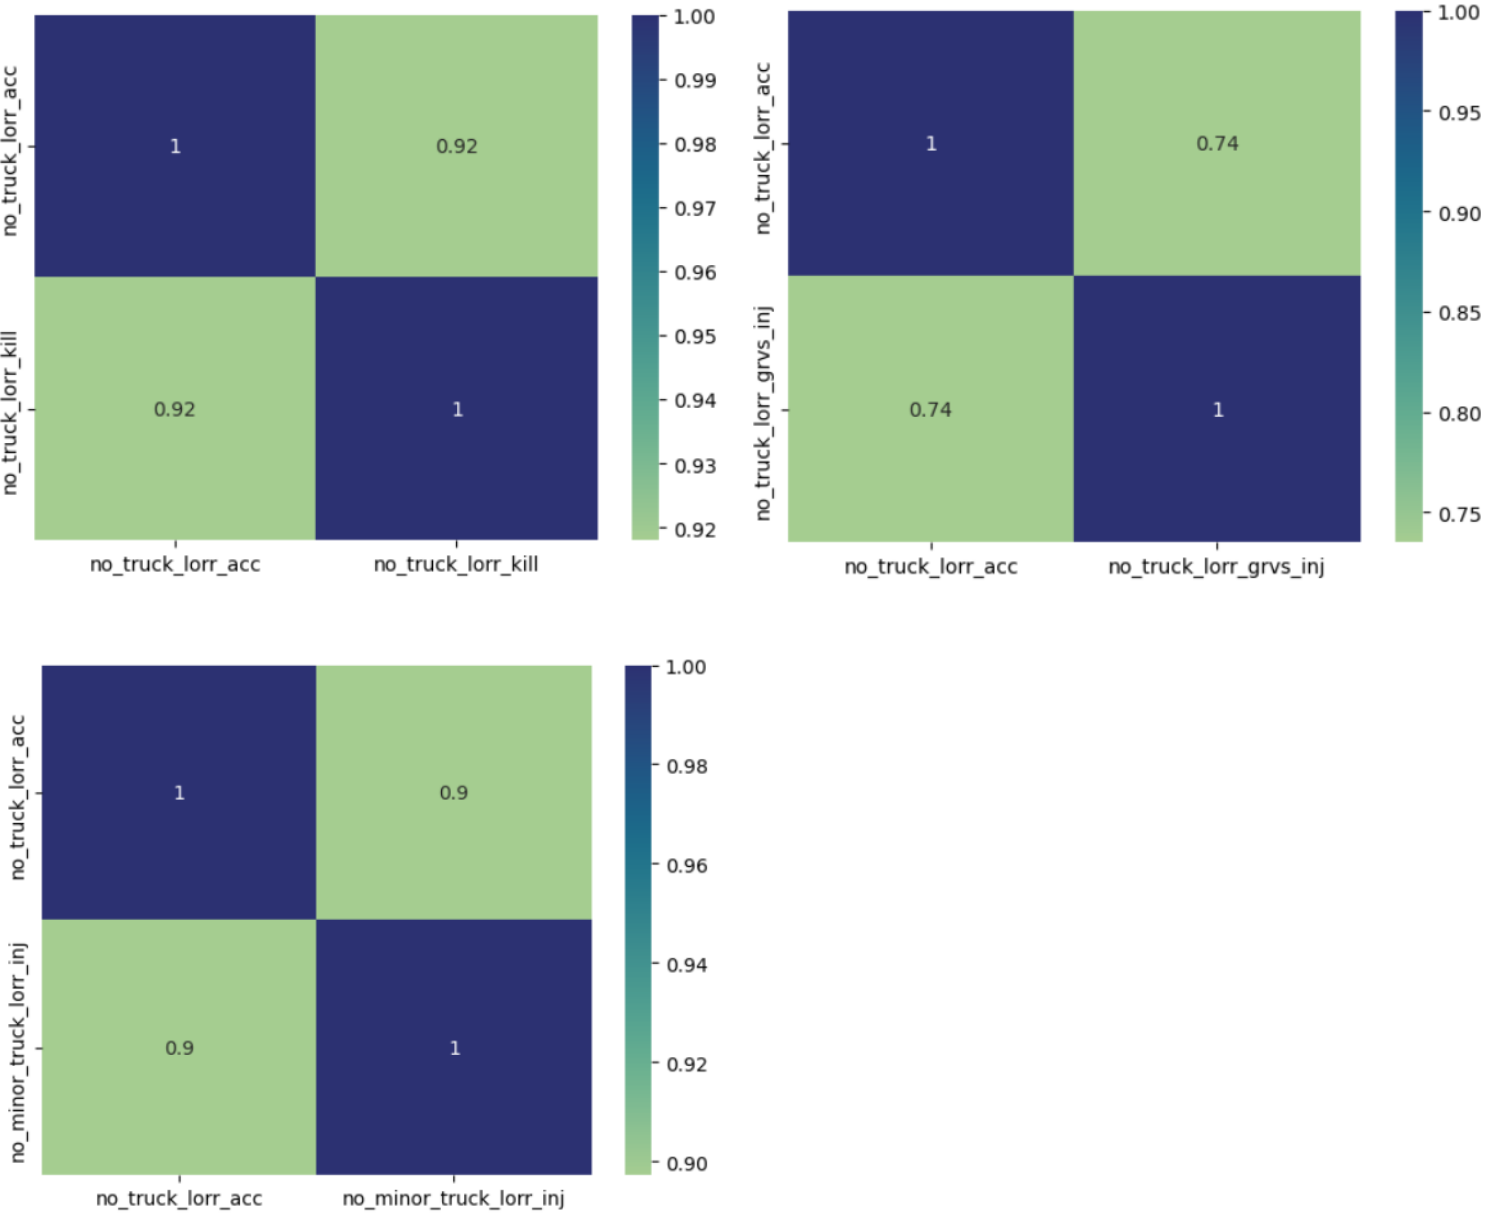 no_truck_lorr_acc
no_truck_lorr_kill
1
0.92
0.92
1
no_truck_lorr_acc
no_truck_lorr_kill
1.00
0.99
0.98
0.97
0.96
0.95
0.94
0.93
0.92
no_truck_lorr_acc
no_truck_lorr_grvs_inj
1
0.74
0.74
1
no_truck_lorr_acc
no_truck_lorr_grvs_inj
1.00
0.95
0.90
0.85
0.80
0.75
no_truck_lorr_acc
no_minor_truck_lorr_inj
1
0.9
0.9
1
no_truck_lorr_acc
no_minor_truck_lorr_inj
1.00
0.98
0.96
0.94
0.92
0.90